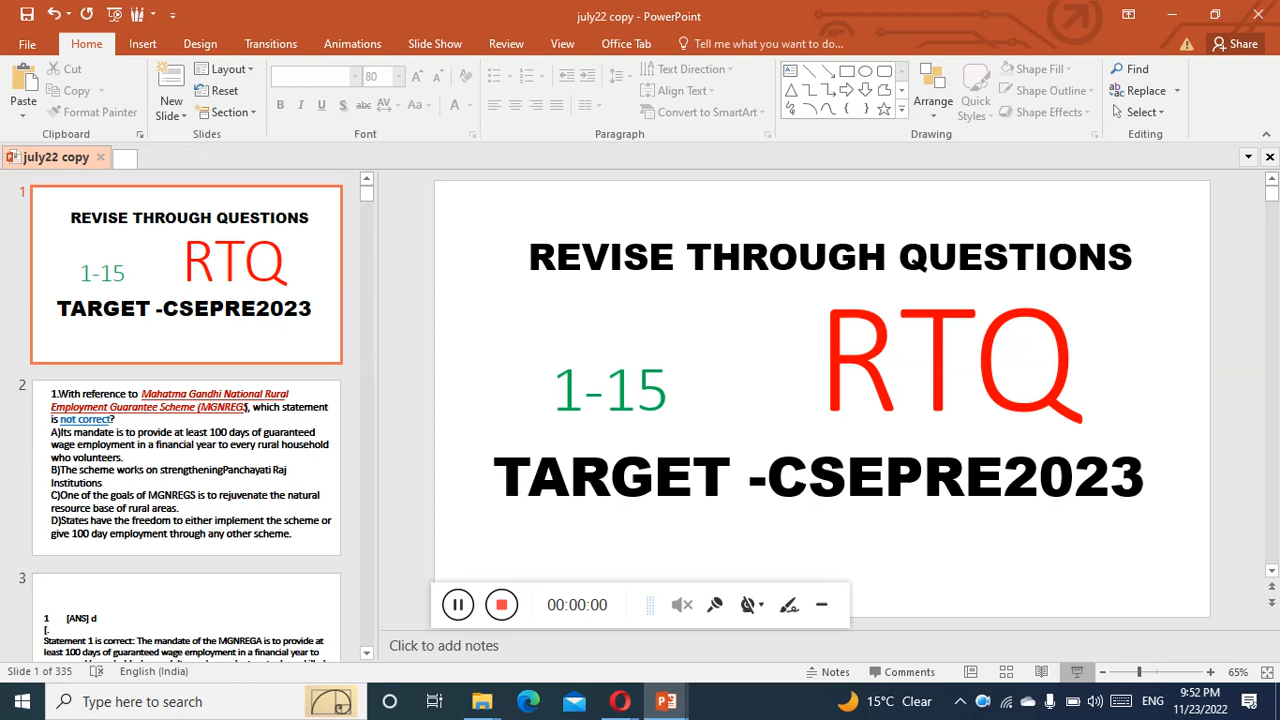 july22 copy - PowerPoint
File Home Insert Design Transitions Animations Slide Show Review View Office Tab Tell me what you want to do... Share
Paste Cut Copy Format Painter Clipboard
New Slide Layout Reset Section Slides
80
B I U S abc AV Aa A Font
Text Direction Align Text Convert to SmartArt Paragraph
Arrange Quick Styles Shape Fill Shape Outline Shape Effects Drawing
Find Replace Select Editing
july22 copy
1
REVISE THROUGH QUESTIONS
1-15 RTQ
TARGET -CSEPRE2023
2
1.With reference to Mahatma Gandhi National Rural
Employment Guarantee Scheme (MGNREGS), which statement
is not correct?
A)Its mandate is to provide at least 100 days of guaranteed
wage employment in a financial year to every rural household
who volunteers.
B)The scheme works on strengtheningPanchayati Raj
Institutions
C)One of the goals of MGNREGS is to rejuvenate the natural
resource base of rural areas.
D)States have the freedom to either implement the scheme or
give 100 day employment through any other scheme.
3
1 [ANS] d
[.
Statement 1 is correct: The mandate of the MGNREGA is to provide at
least 100 days of guaranteed wage employment in a financial year to
REVISE THROUGH QUESTIONS
1-15 RTQ
TARGET -CSEPRE2023
00:00:00
Click to add notes
Slide 1 of 335 English (India) Notes Comments 65%
Type here to search 15°C Clear ENG 9:52 PM
11/23/2022